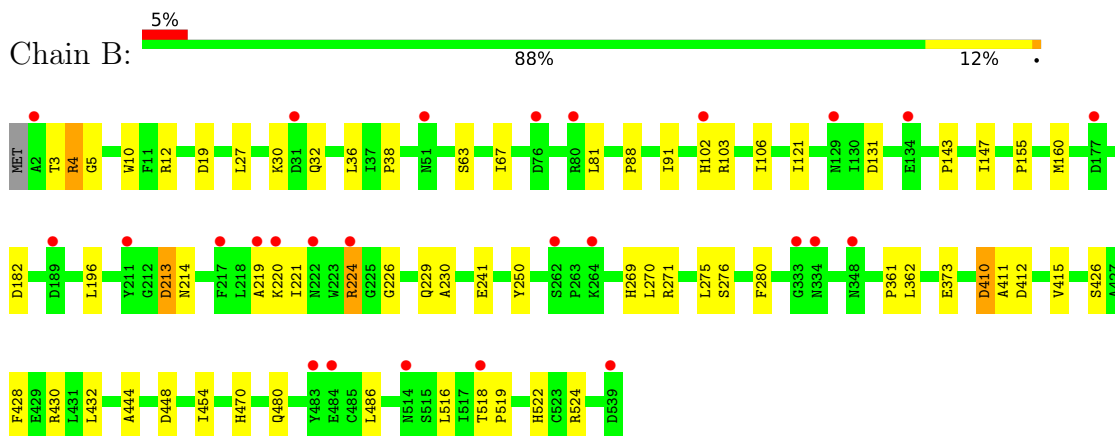 5%
Chain B:
88% 12% •
MET A2 T3 R4 G5 W10 F11 R12 D19 L27 K30 D31 Q32 L36 I37 P38 N51 S63 I67 D76 R80 L81 P88 I91 H102 R103 I106 I121 N129 I130 D131 E134 P143 I147 P155 M160 D177
D182 D189 L196 Y211 G212 D213 N214 F217 L218 A219 K220 I221 N222 W223 R224 G225 G226 Q229 A230 E241 Y250 S262 P263 K264 H269 L270 R271 L275 S276 F280 G333 N334 N348 P361 L362 E373 D410 A411 D412 V415 S426 A427
F428 E429 R430 L431 L432 A444 D448 I454 H470 Q480 Y483 E484 C485 L486 N514 S515 L516 I517 T518 P519 H522 C523 R524 D539